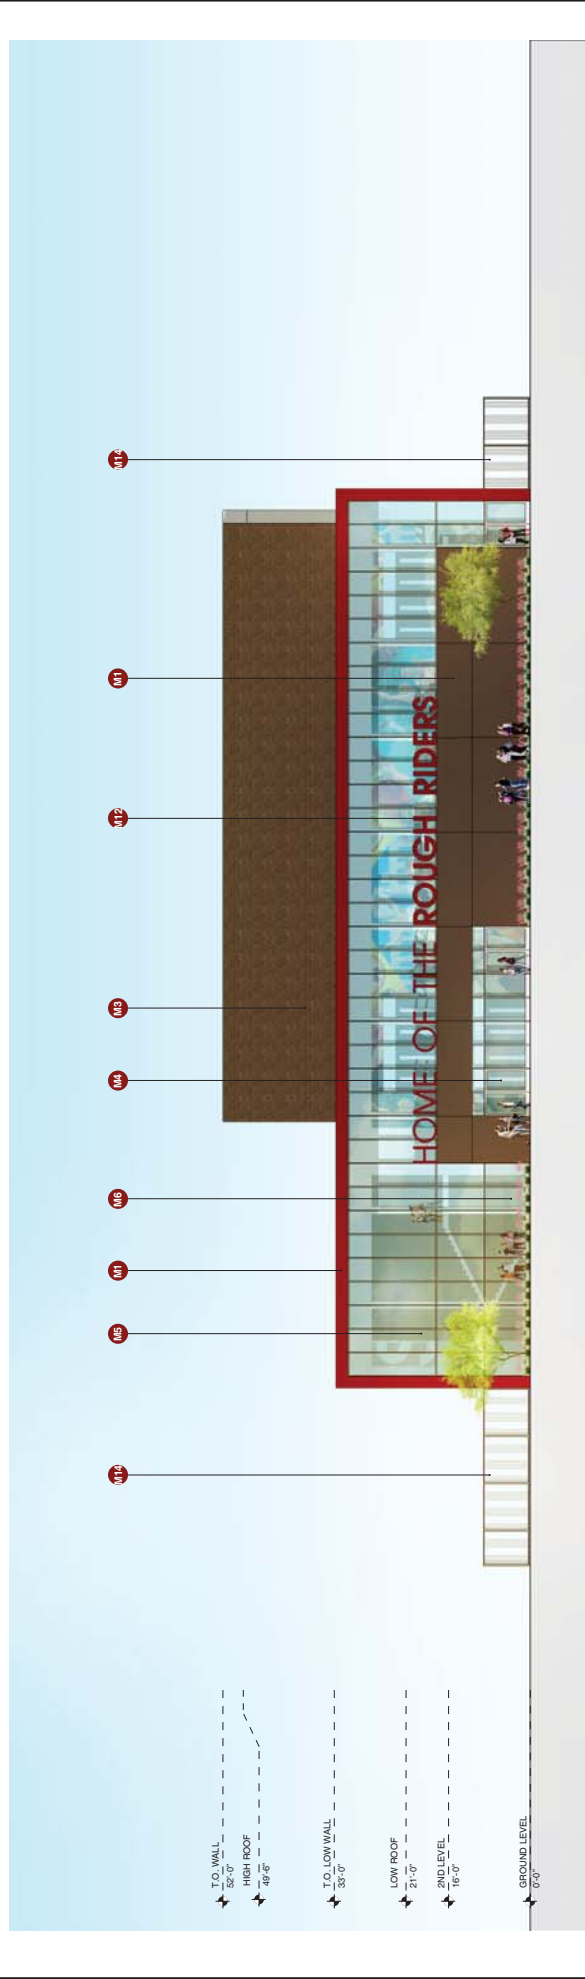 M14
M5
M1
M6
M4
M3
M12
M1
M14
T.O. WALL
52'-0"
HIGH ROOF
49'-6"
T.O. LOW WALL
33'-0"
HOME OF THE ROUGH RIDERS
LOW ROOF
21'-0"
2ND LEVEL
16'-0"
GROUND LEVEL
0'-0"